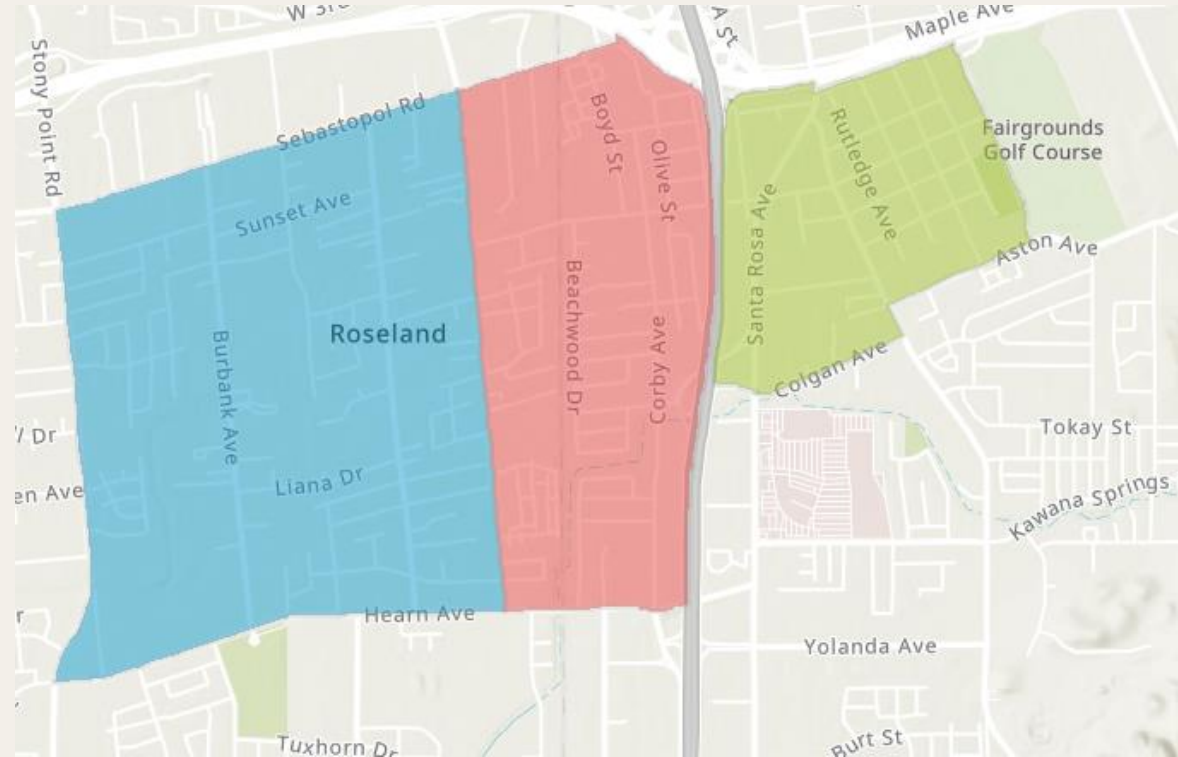 W 3rd
A St
Maple Ave
Stony Point Rd
Sebastopol Rd
Boyd St
Olive St
Rutledge Ave
Fairgrounds
Golf Course
Sunset Ave
Santa Rosa Ave
Aston Ave
Roseland
Beachwood Dr
Burbank Ave
Corby Ave
Colgan Ave
Dr
en Ave
Liana Dr
Tokay St
Kawana Springs
r
Hearn Ave
Yolanda Ave
Tuxhorn Dr
Burt St